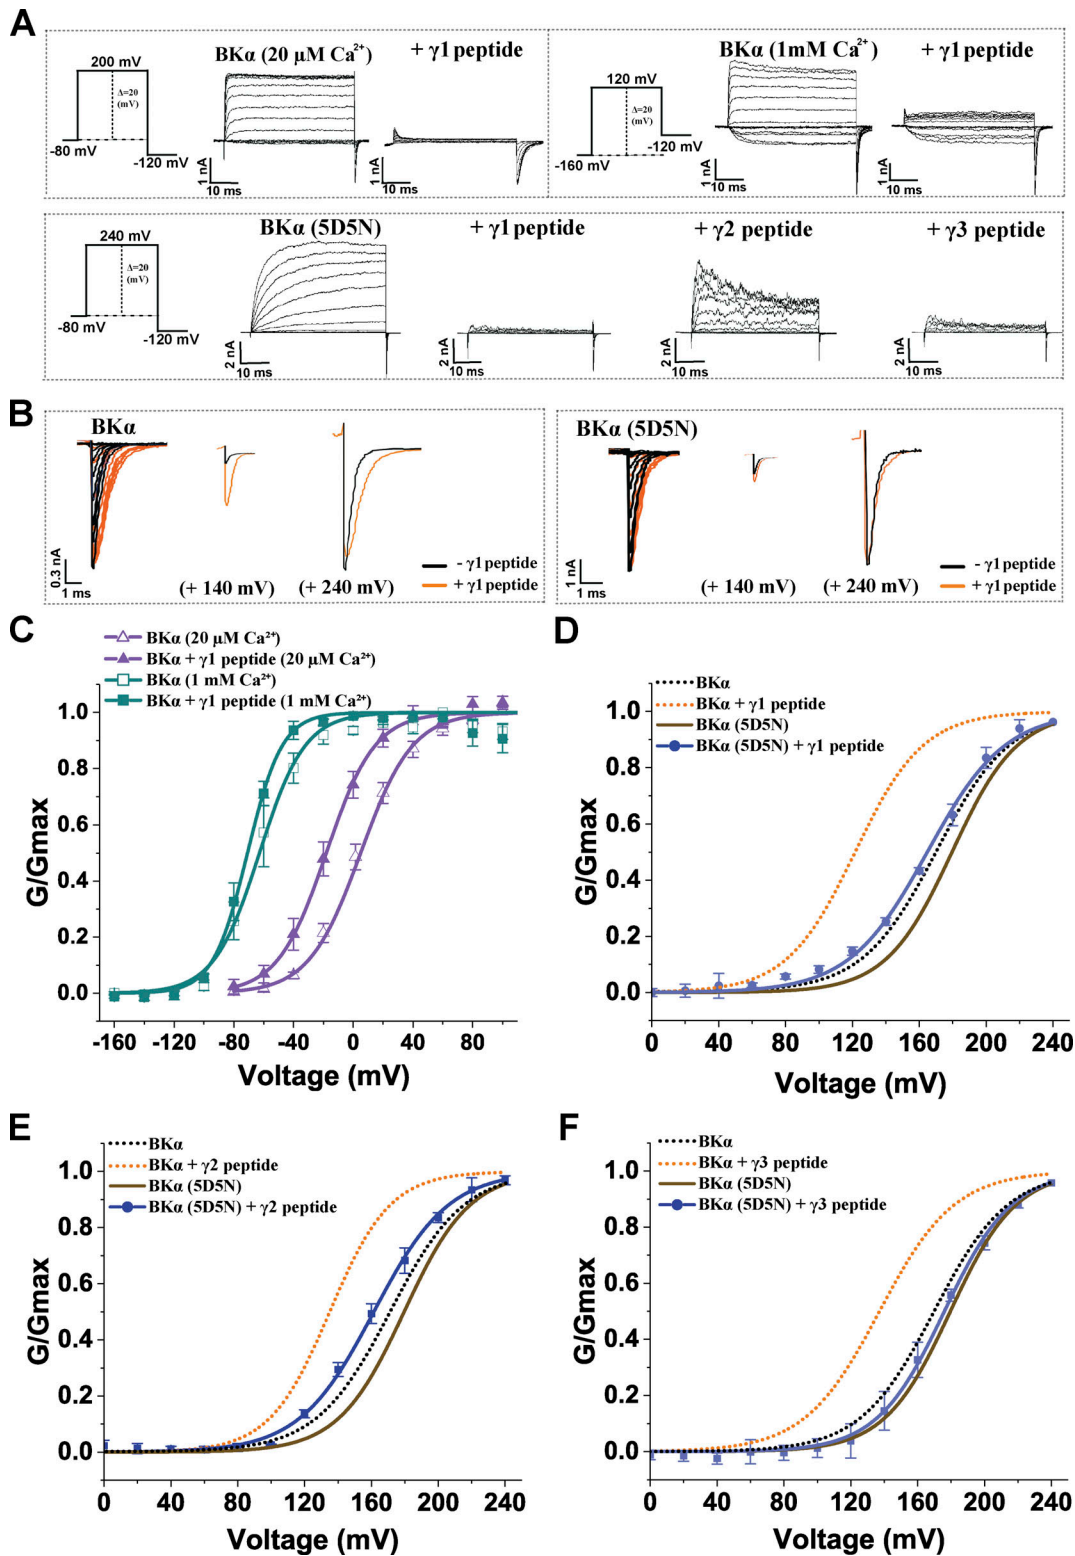 A
BKα (20 µM Ca²⁺)
+ γ1 peptide
BKα (1mM Ca²⁺)
+ γ1 peptide
200 mV
Δ=20
(mV)
-80 mV
-120 mV
1 nA
10 ms
1 nA
10 ms
120 mV
Δ=20
(mV)
-120 mV
-160 mV
1 nA
10 ms
1 nA
10 ms
240 mV
Δ=20
(mV)
-80 mV
-120 mV
BKα (5D5N)
+ γ1 peptide
+ γ2 peptide
+ γ3 peptide
2 nA
10 ms
2 nA
10 ms
2 nA
10 ms
2 nA
10 ms
B
BKα
0.3 nA
1 ms
(+ 140 mV)
(+ 240 mV)
- γ1 peptide
+ γ1 peptide
BKα (5D5N)
1 nA
1 ms
(+ 140 mV)
(+ 240 mV)
- γ1 peptide
+ γ1 peptide
C
BKα (20 µM Ca²⁺)
BKα + γ1 peptide (20 µM Ca²⁺)
BKα (1 mM Ca²⁺)
BKα + γ1 peptide (1 mM Ca²⁺)
1.0
0.8
0.6
0.4
0.2
0.0
G/Gmax
-160 -120 -80 -40 0 40 80
Voltage (mV)
D
BKα
BKα + γ1 peptide
BKα (5D5N)
BKα (5D5N) + γ1 peptide
1.0
0.8
0.6
0.4
0.2
0.0
G/Gmax
0 40 80 120 160 200 240
Voltage (mV)
E
BKα
BKα + γ2 peptide
BKα (5D5N)
BKα (5D5N) + γ2 peptide
1.0
0.8
0.6
0.4
0.2
0.0
G/Gmax
0 40 80 120 160 200 240
Voltage (mV)
F
BKα
BKα + γ3 peptide
BKα (5D5N)
BKα (5D5N) + γ3 peptide
1.0
0.8
0.6
0.4
0.2
0.0
G/Gmax
0 40 80 120 160 200 240
Voltage (mV)